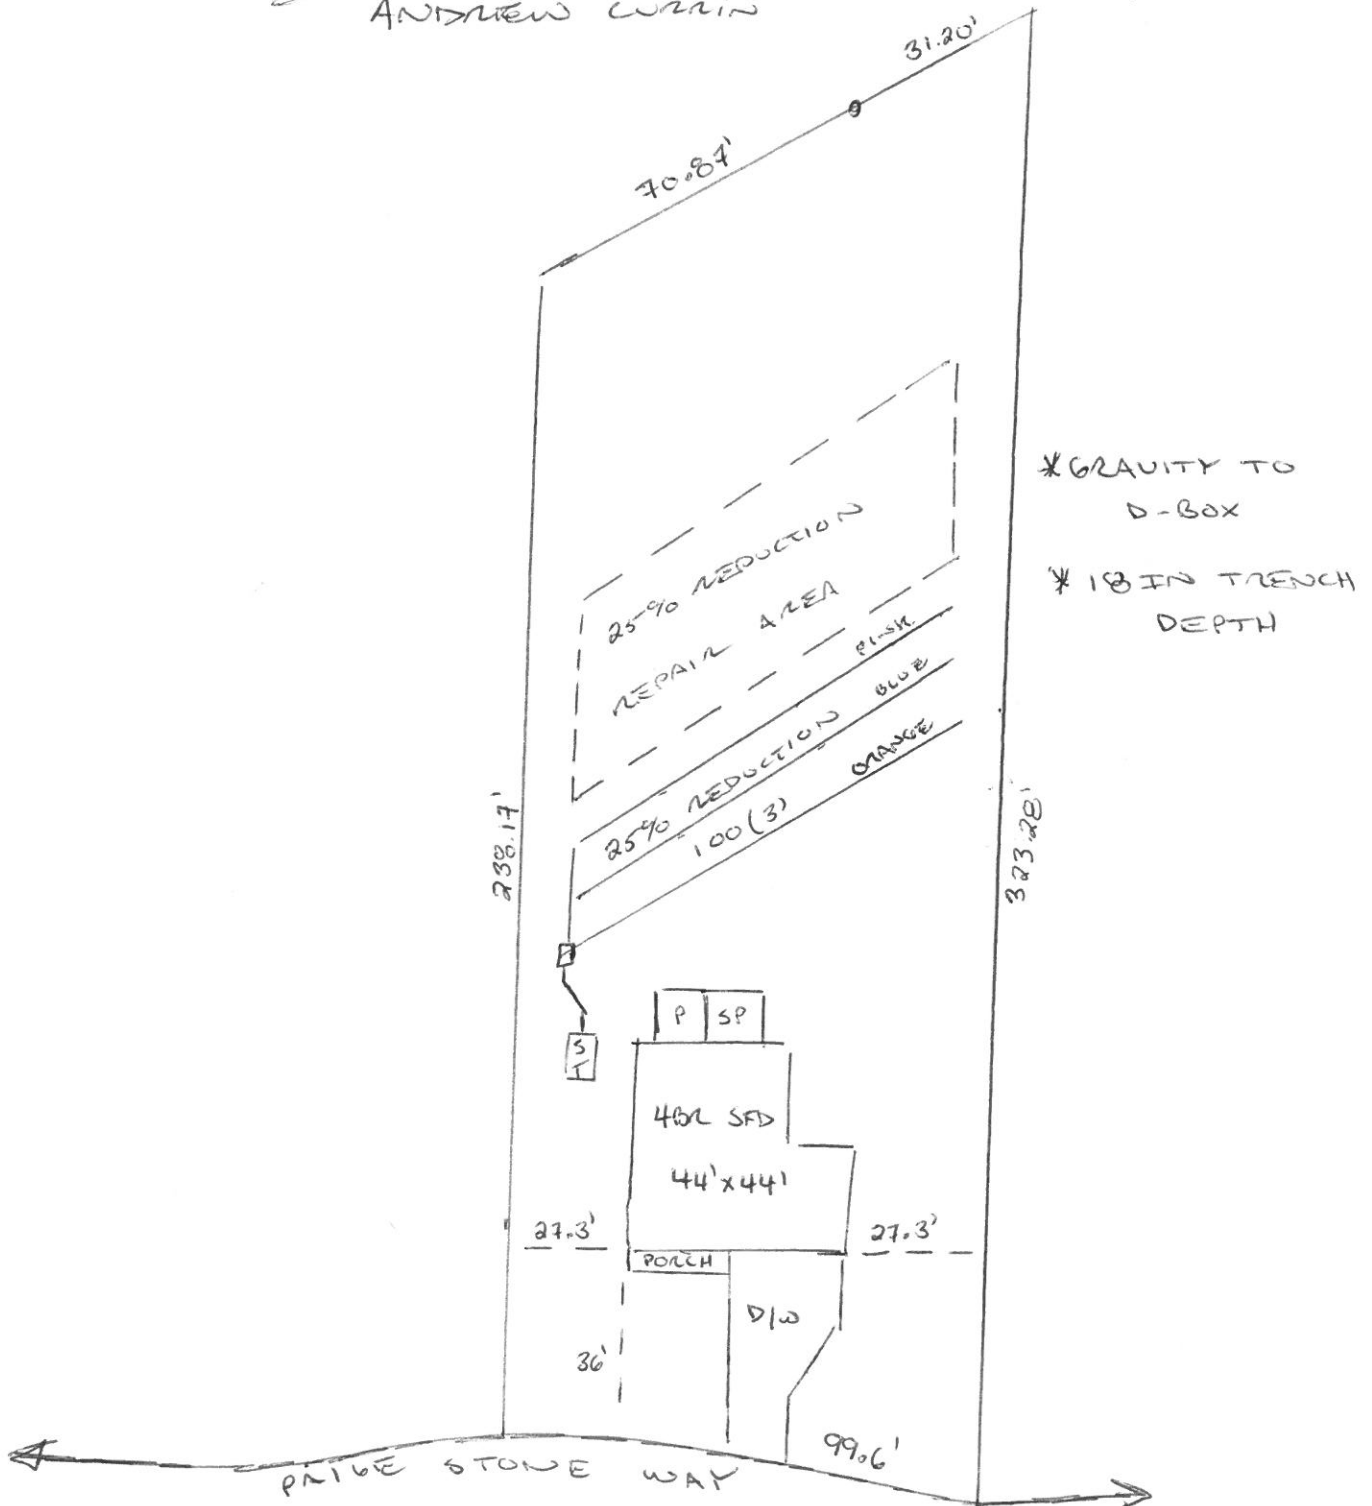 ANDREW CURRIN
31.20'
70.87'
*GRAVITY TO
D-BOX
* 18 IN TRENCH
DEPTH
25% REDUCTION
REPAIR AREA
PINK
BLUE
25% REDUCTION
ORANGE
100 (3)
238.17'
323.28'
P
SP
ST
4BR SFD
44'x44'
27.3'
27.3'
PORCH
D/W
36'
99.6'
STONE WAY